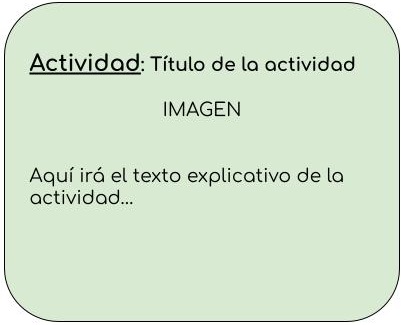 Actividad: Título de la actividad
IMAGEN
Aquí irá el texto explicativo de la
actividad...